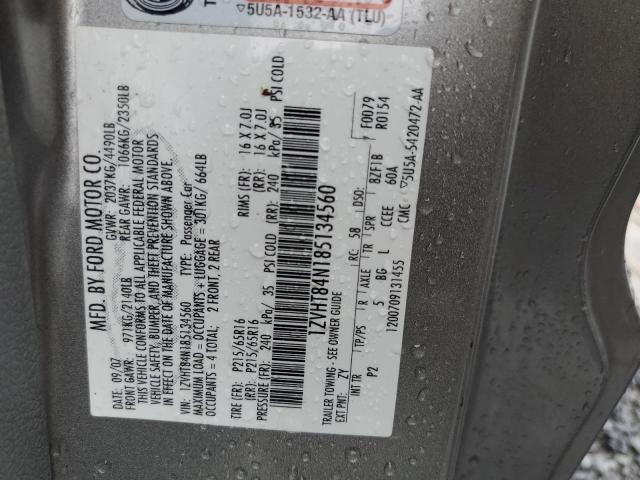 ▽5U5A-1532-AA (TLU)
MFD. BY FORD MOTOR CO.
DATE: 09/07 GVWR: 2037KG/4490LB
FRONT GAWR: 971KG/2140LB REAR GAWR: 1066KG/2350LB
THIS VEHICLE CONFORMS TO ALL APPLICABLE FEDERAL MOTOR
VEHICLE SAFETY, BUMPER, AND THEFT PREVENTION STANDARDS
IN EFFECT ON THE DATE OF MANUFACTURE SHOWN ABOVE.
VIN: 1ZVHT84N185134560 TYPE: Passenger Car
MAXIMUM LOAD = OCCUPANTS + LUGGAGE = 301KG/ 664LB
OCCUPANTS = 4 TOTAL: 2 FRONT, 2 REAR
TIRE (FR): P215/65R16 RIMS (FR): 16 X 7.0J
(RR): P215/65R16 (RR): 16 X 7.0J
PRESSURE (FR): 240 kPa/ 35 PSI COLD (RR): 240 kPa/ 35 PSI COLD
1ZVHT84N185134560
TRAILER TOWING - SEE OWNER GUIDE
EXT PNT: ZY RC: 58 DSO: F0079
R0154
INT TR TP/PS R AXLE TR SPR 8ZF1B
P2 5 BG L CCEE 60A
1200709131455 CMC ▽5U5A-5420472-AA